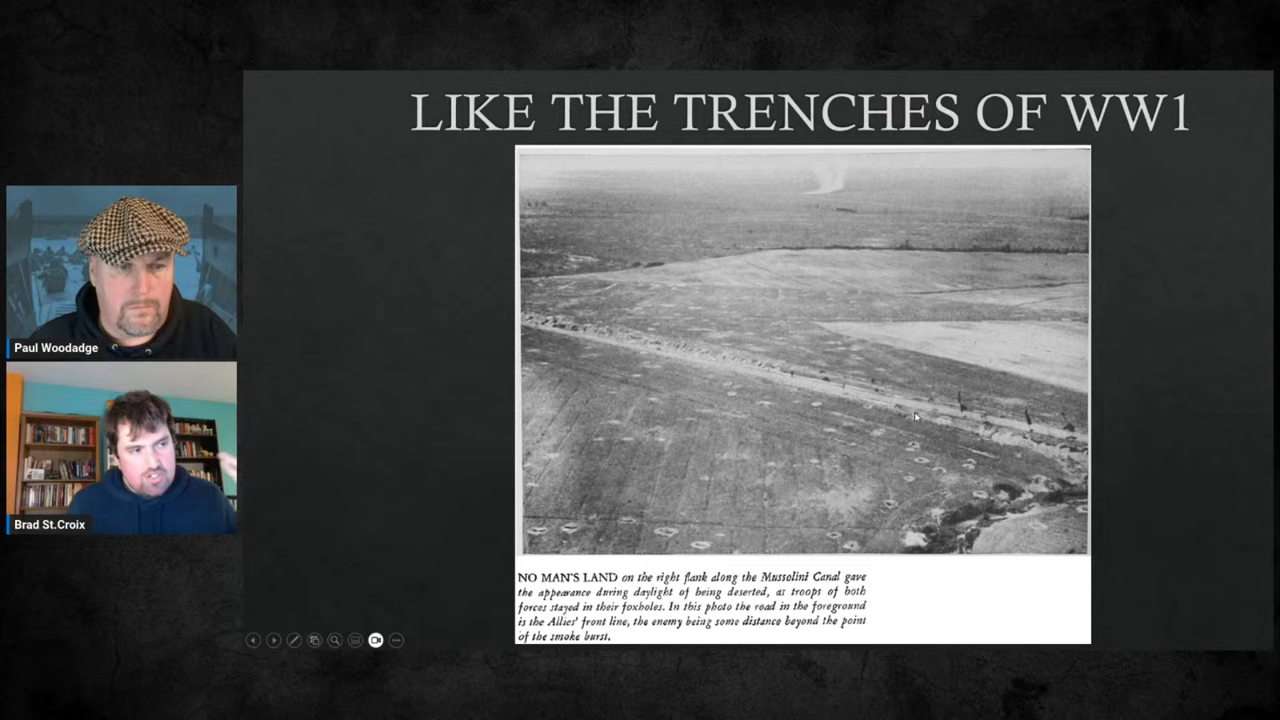 LIKE THE TRENCHES OF WW1
Paul Woodadge
Brad St.Croix
NO MAN'S LAND on the right flank along the Mussolini Canal gave
the appearance during daylight of being deserted, as troops of both
forces stayed in their foxholes. In this photo the road in the foreground
is the Allies' front line, the enemy being some distance beyond the point
of the smoke burst.